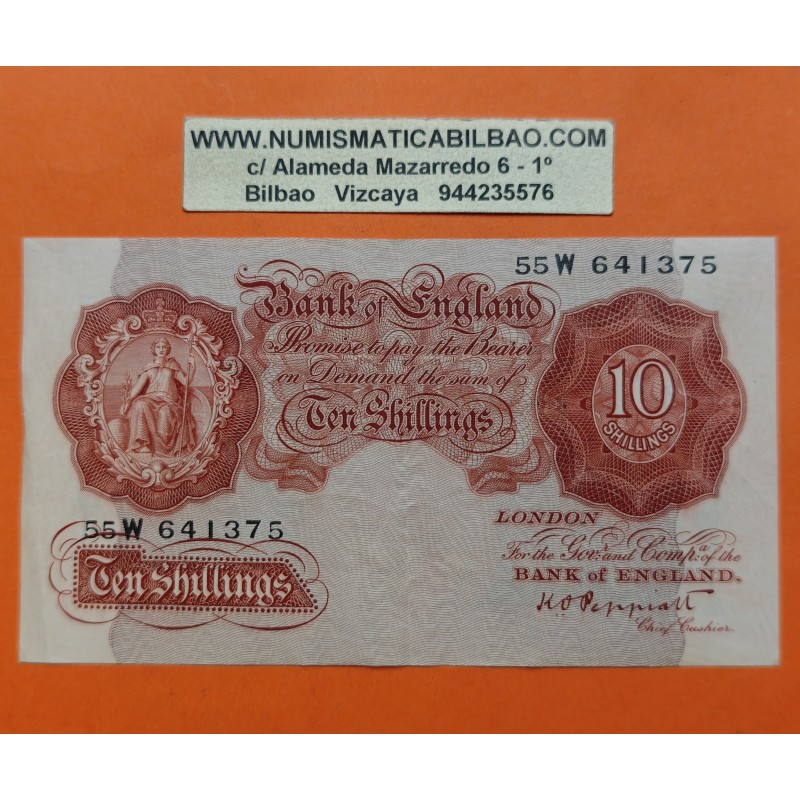 WWW.NUMISMATICABILBAO.COM
c/ Alameda Mazarredo 6 - 1º
Bilbao Vizcaya 944235576
55W 641375
Bank of England
Promise to pay the Bearer
on Demand the sum of
Ten Shillings
10
SHILLINGS
55W 641375
Ten Shillings
LONDON
For the Govr. and Compa. of the
BANK of ENGLAND.
K O Peppiatt
Chief Cashier.